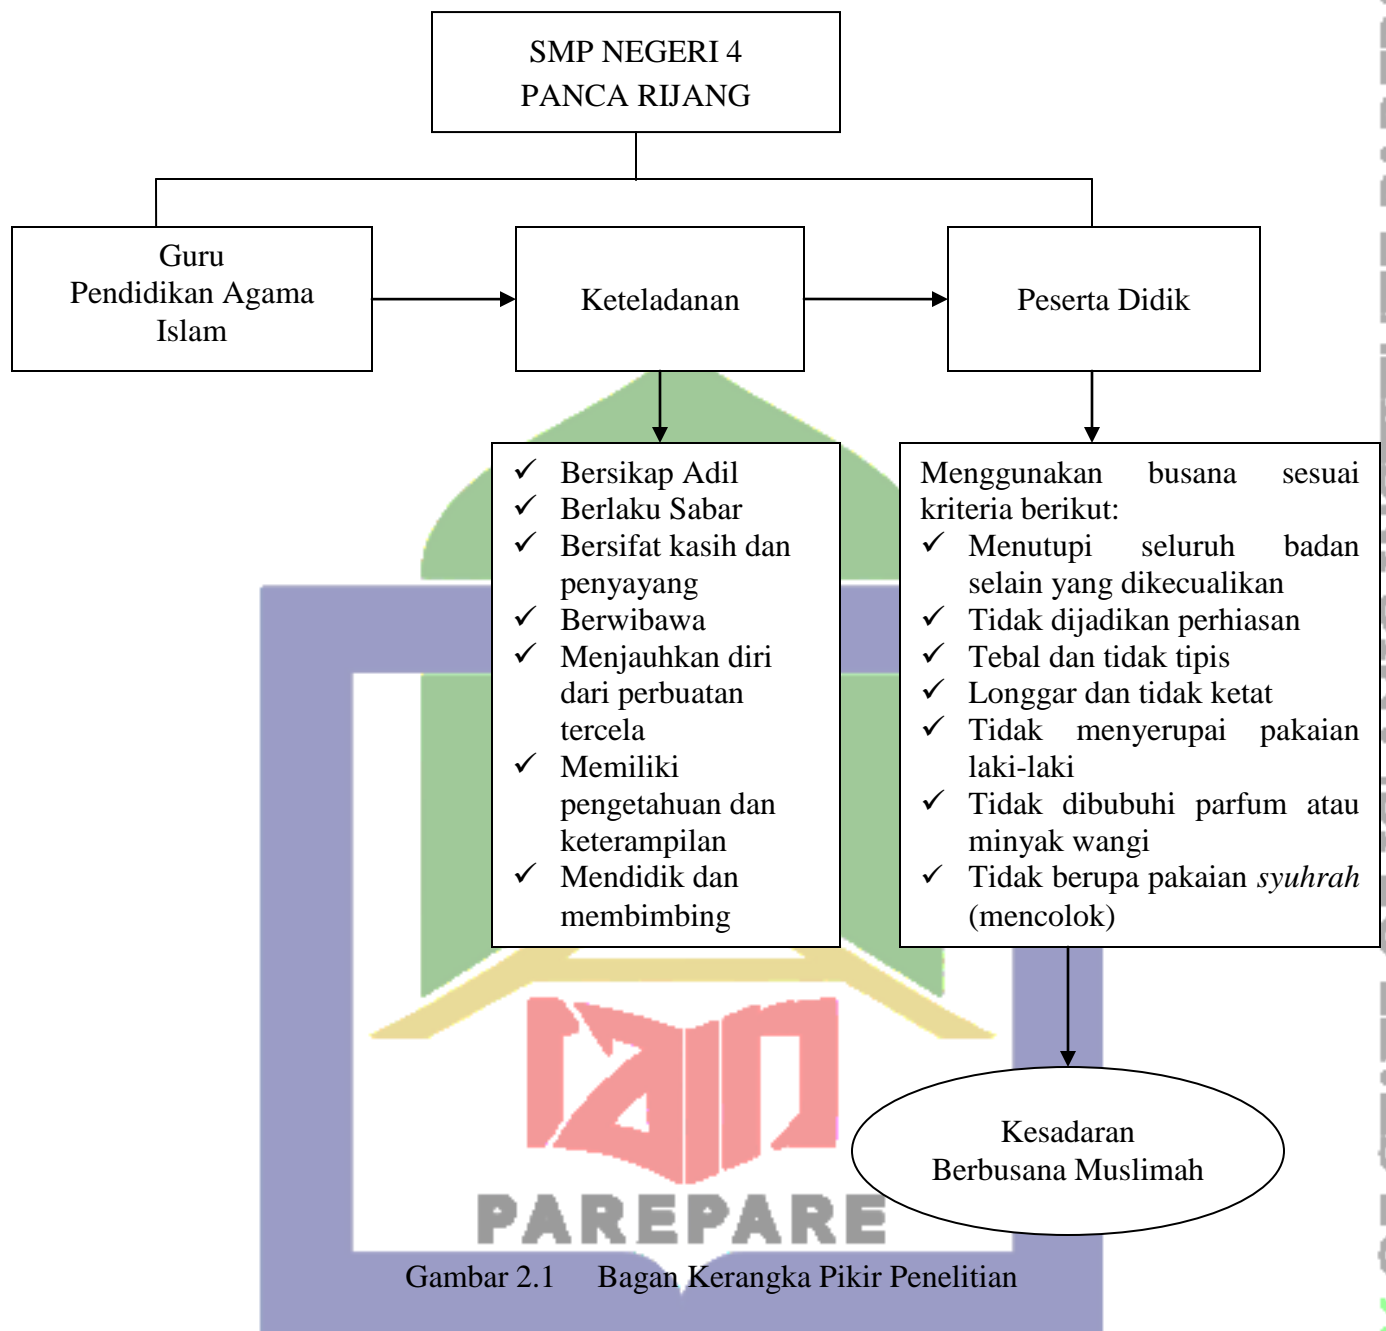 SMP NEGERI 4
PANCA RIJANG
Guru
Pendidikan Agama
Islam
Keteladanan
Peserta Didik
✓ Bersikap Adil
✓ Berlaku Sabar
✓ Bersifat kasih dan
penyayang
✓ Berwibawa
✓ Menjauhkan diri
dari perbuatan
tercela
✓ Memiliki
pengetahuan dan
keterampilan
✓ Mendidik dan
membimbing
Menggunakan busana sesuai
kriteria berikut:
✓ Menutupi seluruh badan
selain yang dikecualikan
✓ Tidak dijadikan perhiasan
✓ Tebal dan tidak tipis
✓ Longgar dan tidak ketat
✓ Tidak menyerupai pakaian
laki-laki
✓ Tidak dibubuhi parfum atau
minyak wangi
✓ Tidak berupa pakaian syuhrah
(mencolok)
Kesadaran
Berbusana Muslimah
iain
PAREPARE
Gambar 2.1 Bagan Kerangka Pikir Penelitian